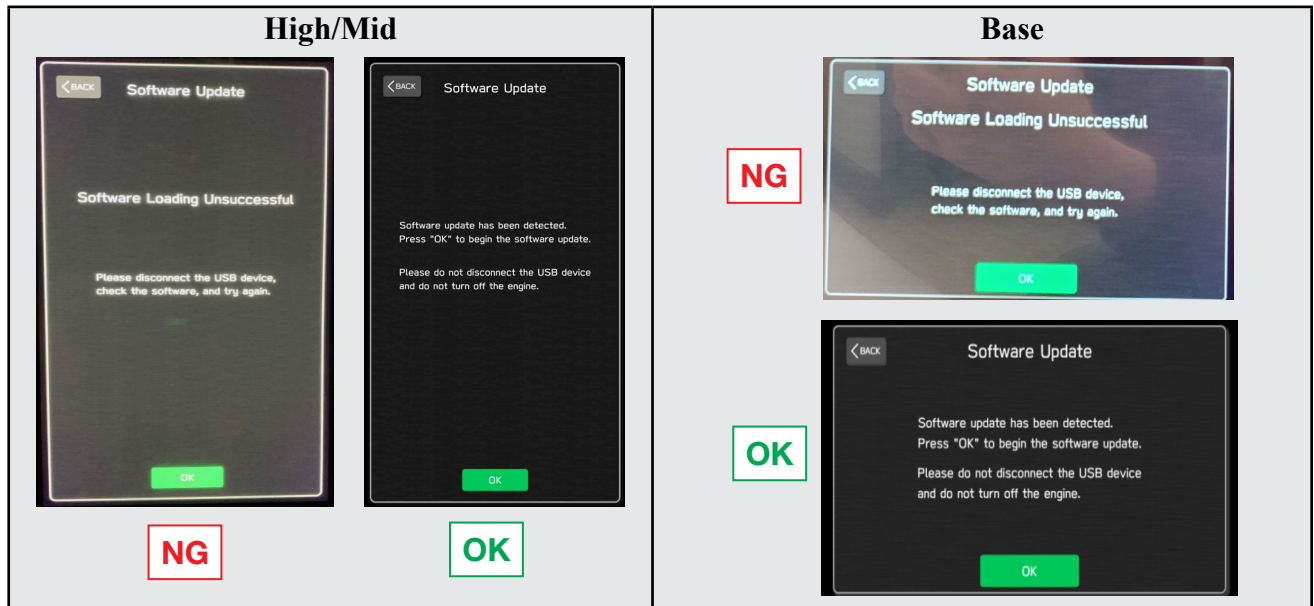 High/Mid
BACK
Software Update
Software Loading Unsuccessful
Please disconnect the USB device,
check the software, and try again.
OK
NG
BACK
Software Update
Software update has been detected.
Press "OK" to begin the software update.
Please do not disconnect the USB device
and do not turn off the engine.
OK
OK
Base
NG
BACK
Software Update
Software Loading Unsuccessful
Please disconnect the USB device,
check the software, and try again.
OK
OK
BACK
Software Update
Software update has been detected.
Press "OK" to begin the software update.
Please do not disconnect the USB device
and do not turn off the engine.
OK